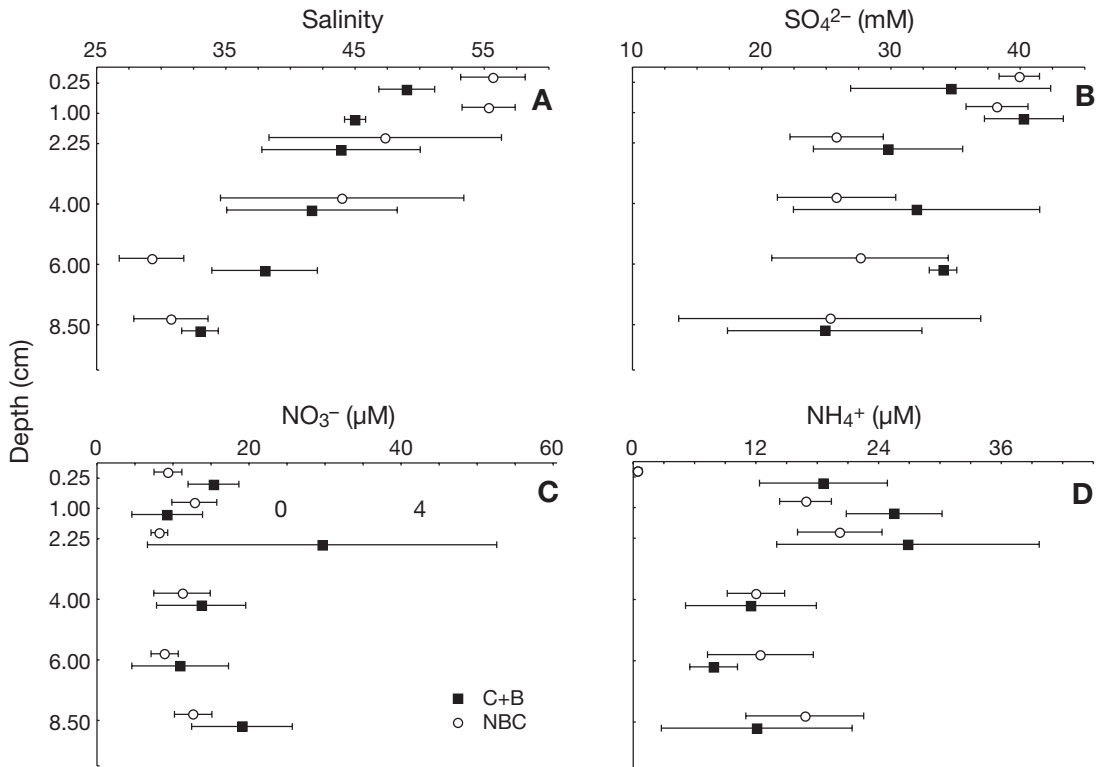 Salinity
25 35 45 55
SO₄²⁻ (mM)
10 20 30 40
0.25
1.00
2.25
4.00
6.00
8.50
A
B
Depth (cm)
NO₃⁻ (µM)
0 20 40 60
NH₄⁺ (µM)
0 12 24 36
0.25
1.00
2.25
4.00
6.00
8.50
C
0 4
D
C+B
NBC